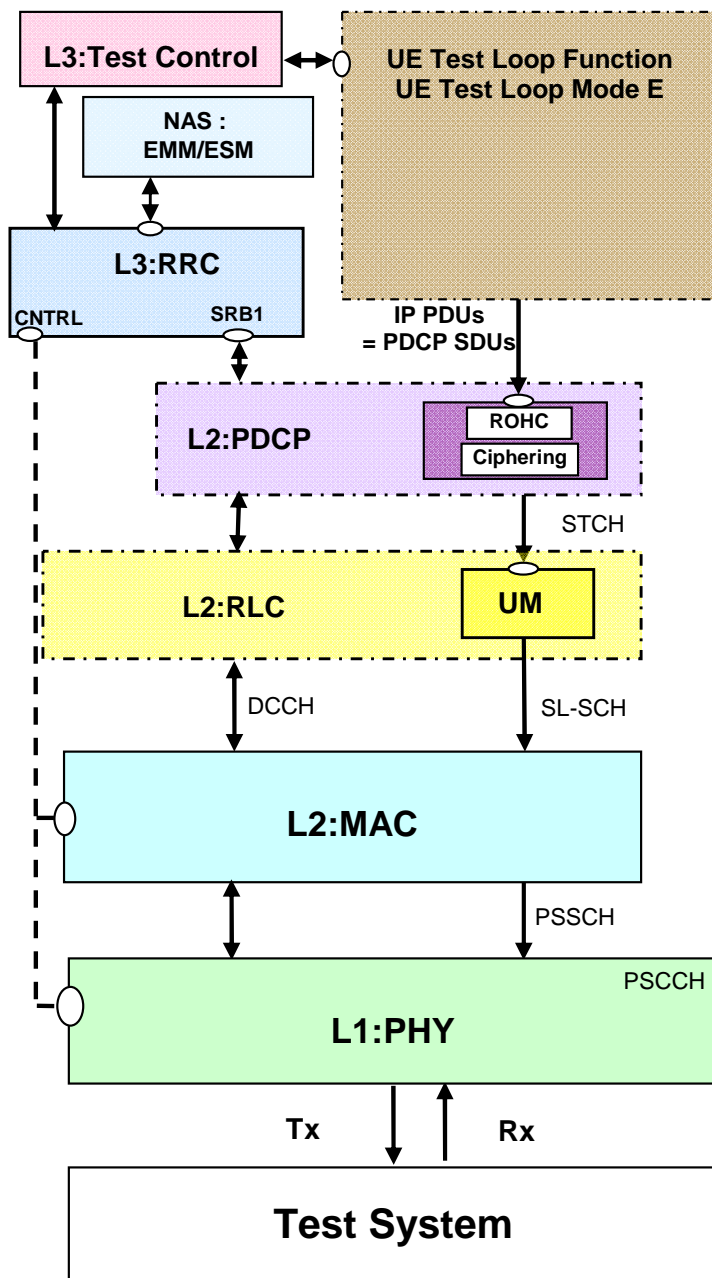 L3:Test Control
UE Test Loop Function
UE Test Loop Mode E
NAS :
EMM/ESM
L3:RRC
CNTRL
SRB1
IP PDUs
= PDCP SDUs
L2:PDCP
ROHC
Ciphering
STCH
L2:RLC
UM
DCCH
SL-SCH
L2:MAC
PSSCH
PSCCH
L1:PHY
Tx
Rx
Test System